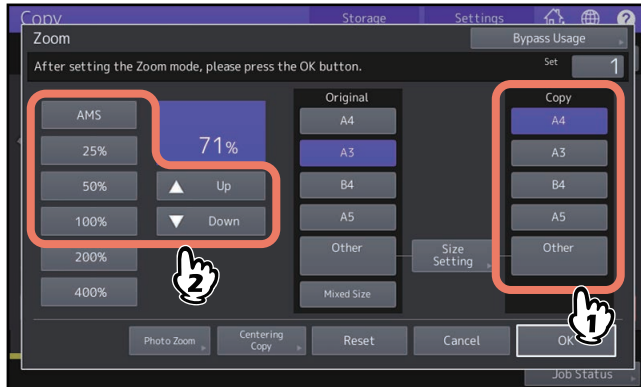 Copy Storage Settings ?
Zoom Bypass Usage
After setting the Zoom mode, please press the OK button. Set 1
Original Copy
AMS A4 A4
71%
25% A3 A3
50% Up B4 B4
100% Down A5 A5
200% Other Size Setting Other
2
400% Mixed Size
1
Photo Zoom Centering Copy Reset Cancel OK
Job Status